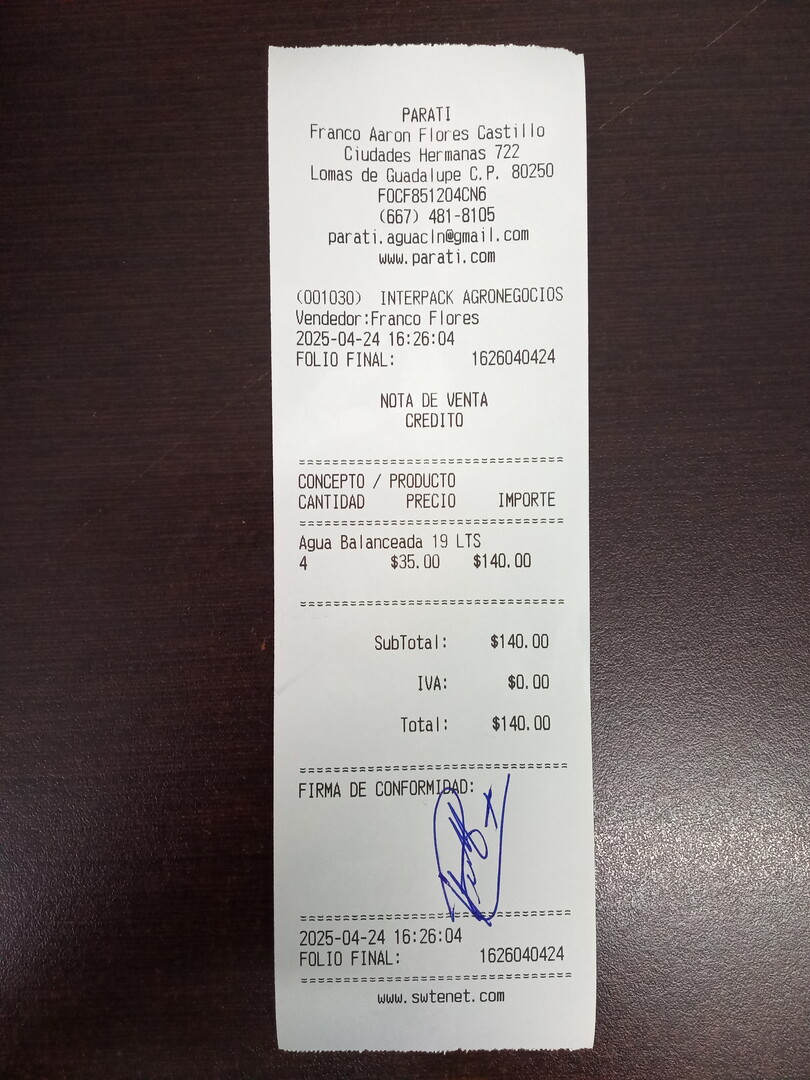 PARATI
Franco Aaron Flores Castillo
Ciudades Hermanas 722
Lomas de Guadalupe C.P. 80250
FOCF851204CN6
(667) 481-8105
parati.aguacln@gmail.com
www.parati.com
(001030) INTERPACK AGRONEGOCIOS
Vendedor:Franco Flores
2025-04-24 16:26:04
FOLIO FINAL: 1626040424
NOTA DE VENTA
CREDITO
CONCEPTO / PRODUCTO
CANTIDAD PRECIO IMPORTE
Agua Balanceada 19 LTS
4 $35.00 $140.00
SubTotal: $140.00
IVA: $0.00
Total: $140.00
FIRMA DE CONFORMIDAD:
2025-04-24 16:26:04
FOLIO FINAL: 1626040424
www.swtenet.com